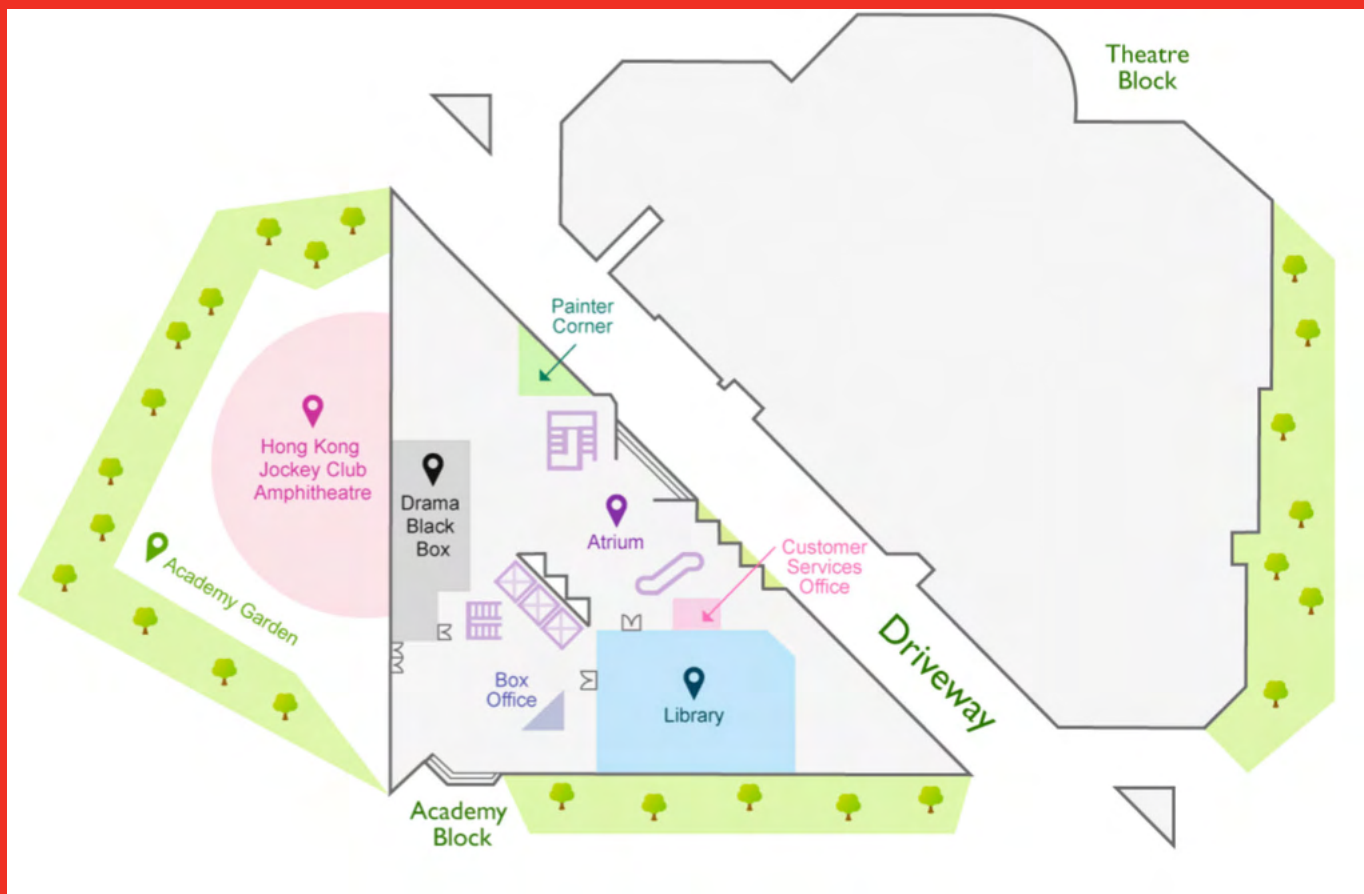 Theatre
Block
Painter
Corner
Hong Kong
Jockey Club
Amphitheatre
Drama
Black
Box
Atrium
Customer
Services
Office
Academy Garden
Driveway
Box
Office
Library
Academy
Block